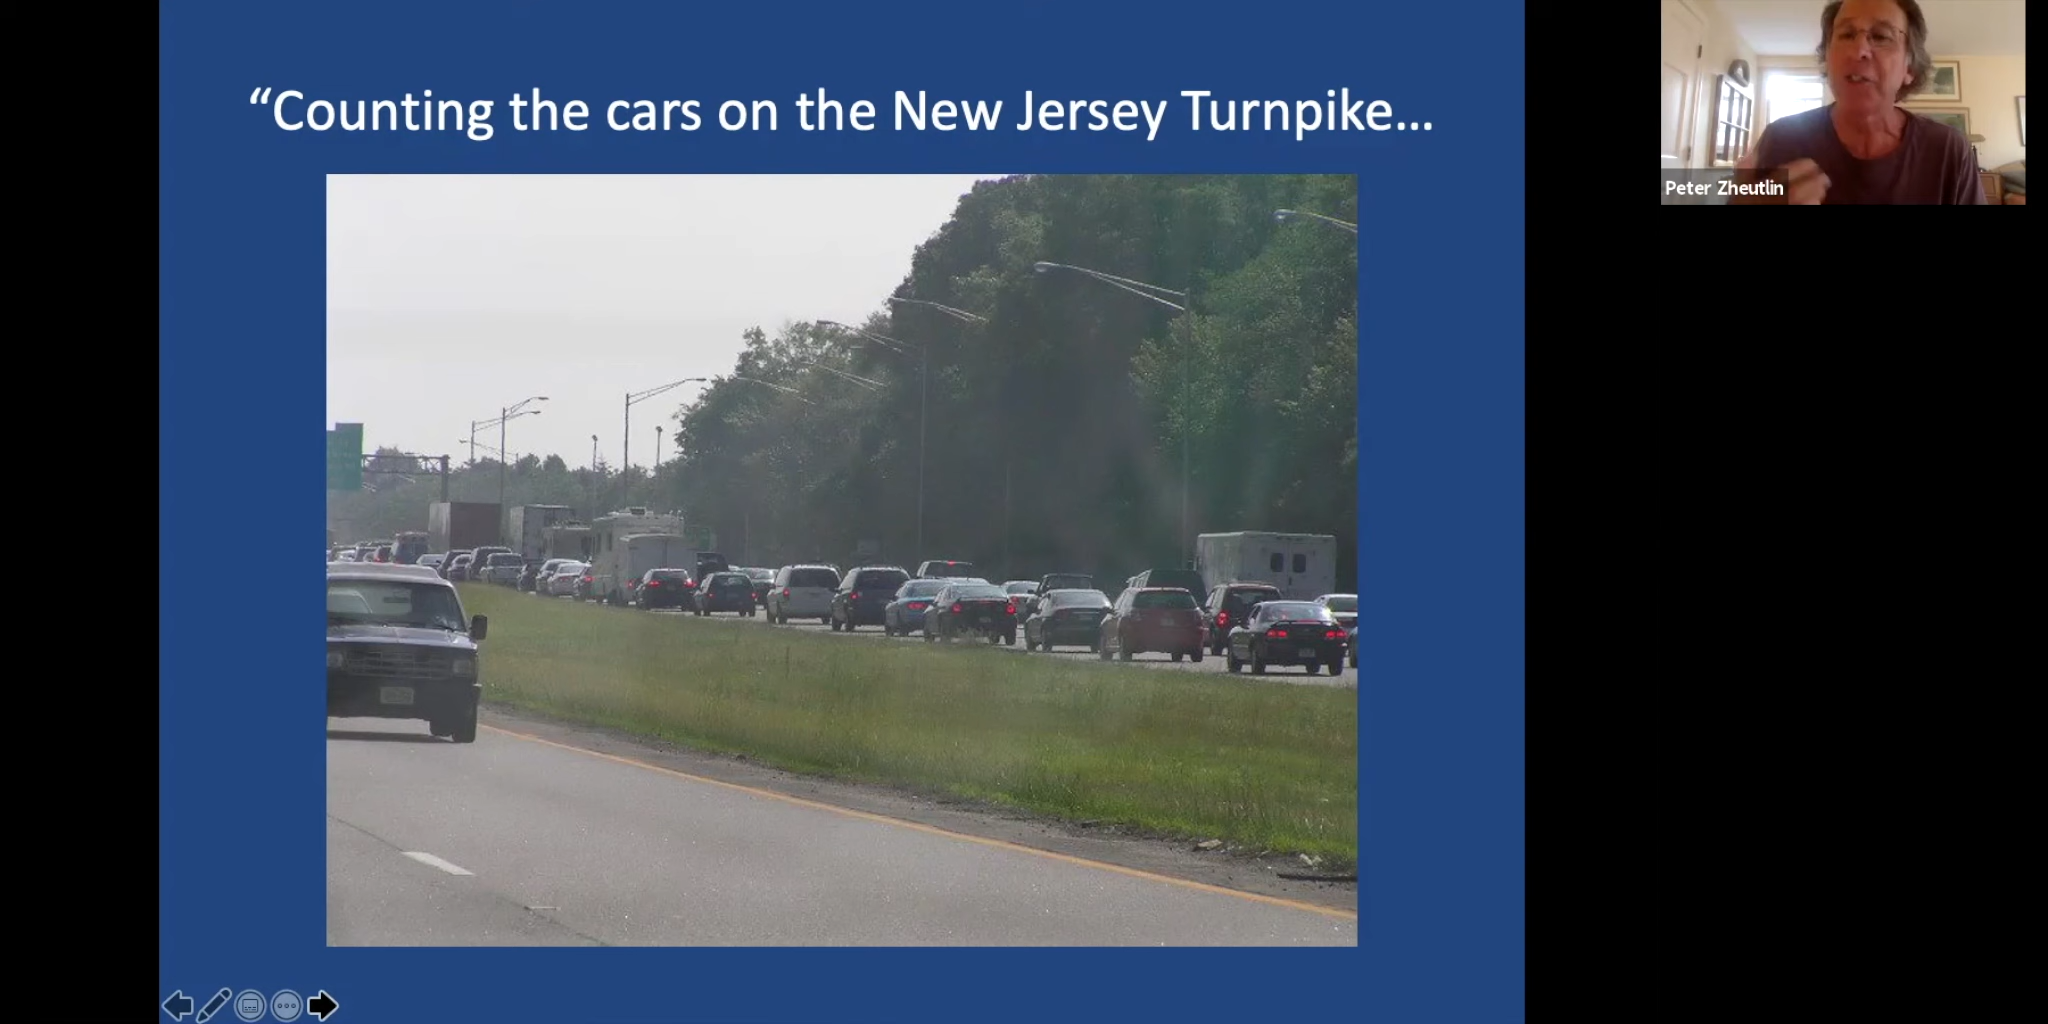 “Counting the cars on the New Jersey Turnpike…
Peter Zheutlin